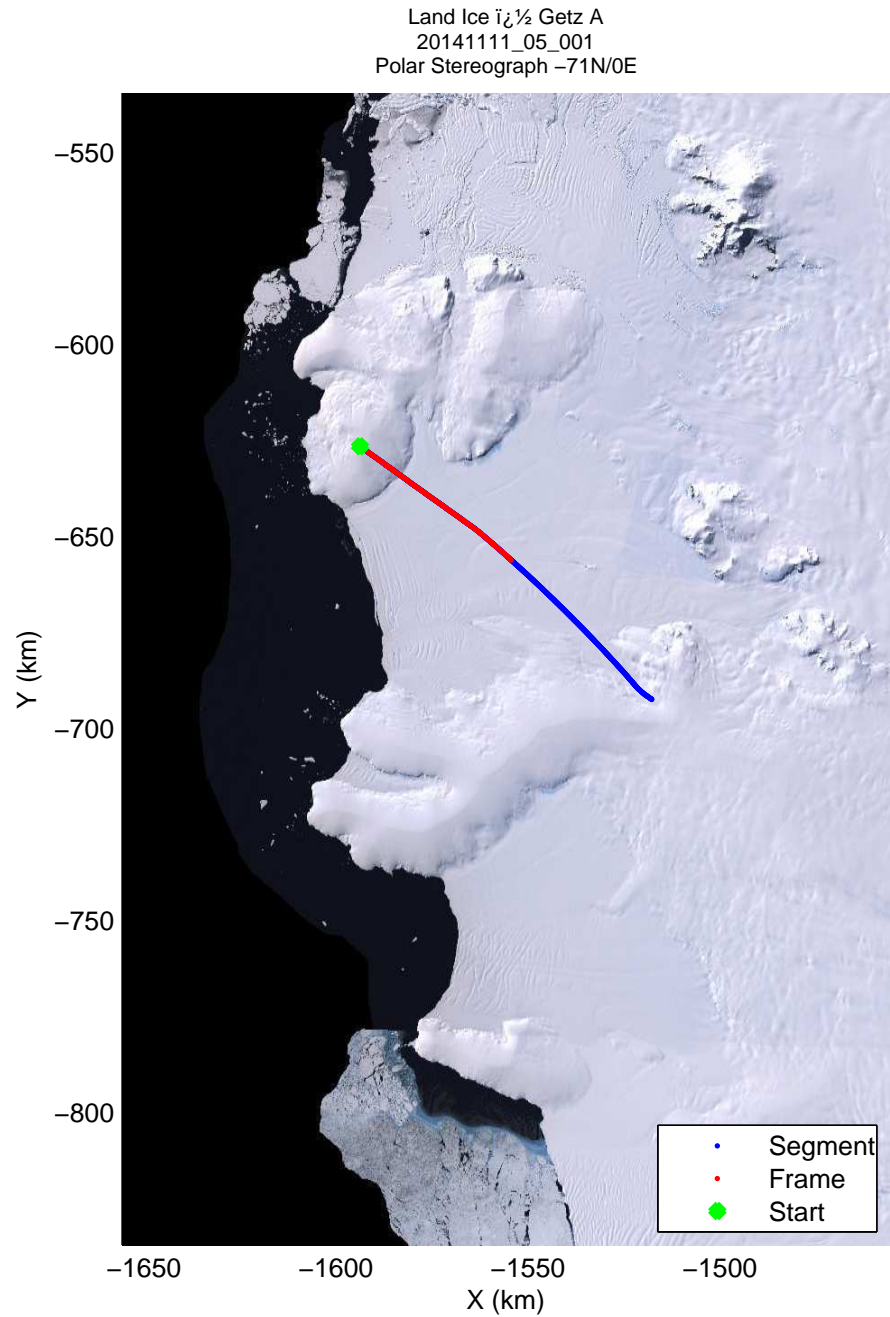 Land Ice ï¿½ Getz A
20141111_05_001
Polar Stereograph −71N/0E
−550
−600
−650
−700
−750
−800
Y (km)
−1650
−1600
−1550
−1500
X (km)
Segment
Frame
Start